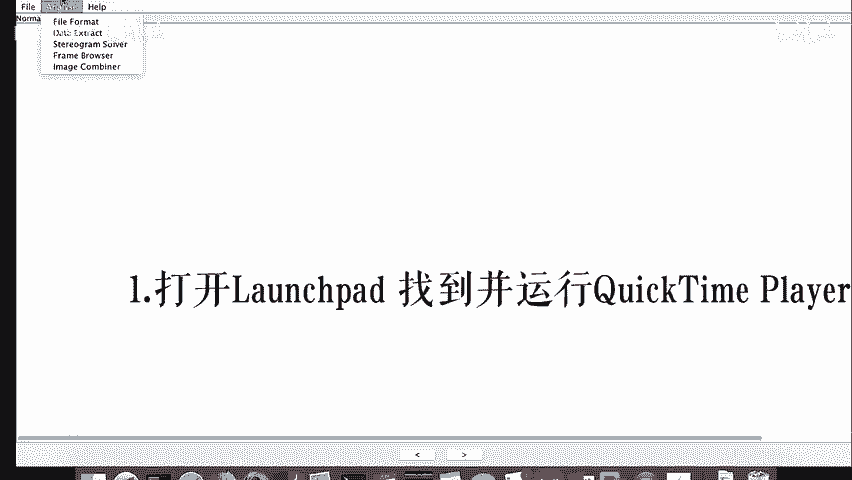 File Analyse Help
Norma
File Format
Data Extract
Stereogram Solver
Frame Browser
Image Combiner
1.打开Launchpad 找到并运行QuickTime Player
< >